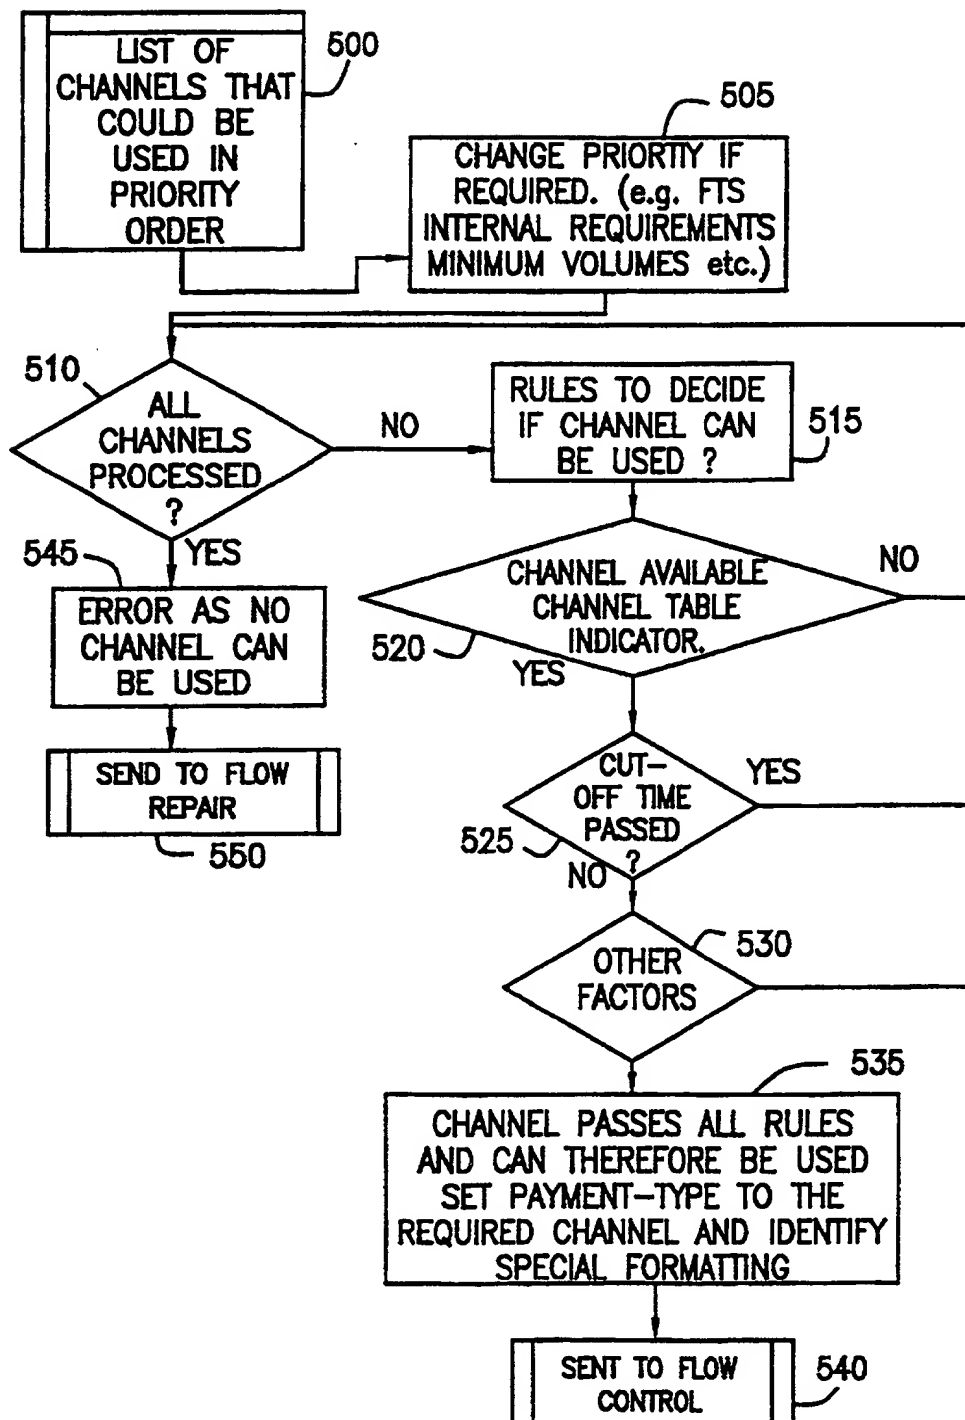 LIST OF
CHANNELS THAT
COULD BE
USED IN
PRIORITY
ORDER
500
505
CHANGE PRIORTIY IF
REQUIRED. (e.g. FTS
INTERNAL REQUIREMENTS
MINIMUM VOLUMES etc.)
510
ALL
CHANNELS
PROCESSED
?
NO
YES
RULES TO DECIDE
IF CHANNEL CAN
BE USED ?
515
545
ERROR AS NO
CHANNEL CAN
BE USED
SEND TO FLOW
REPAIR
550
CHANNEL AVAILABLE
CHANNEL TABLE
INDICATOR.
NO
520
YES
CUT-
OFF TIME
PASSED
?
YES
525
NO
OTHER
FACTORS
530
535
CHANNEL PASSES ALL RULES
AND CAN THEREFORE BE USED
SET PAYMENT-TYPE TO THE
REQUIRED CHANNEL AND IDENTIFY
SPECIAL FORMATTING
SENT TO FLOW
CONTROL
540